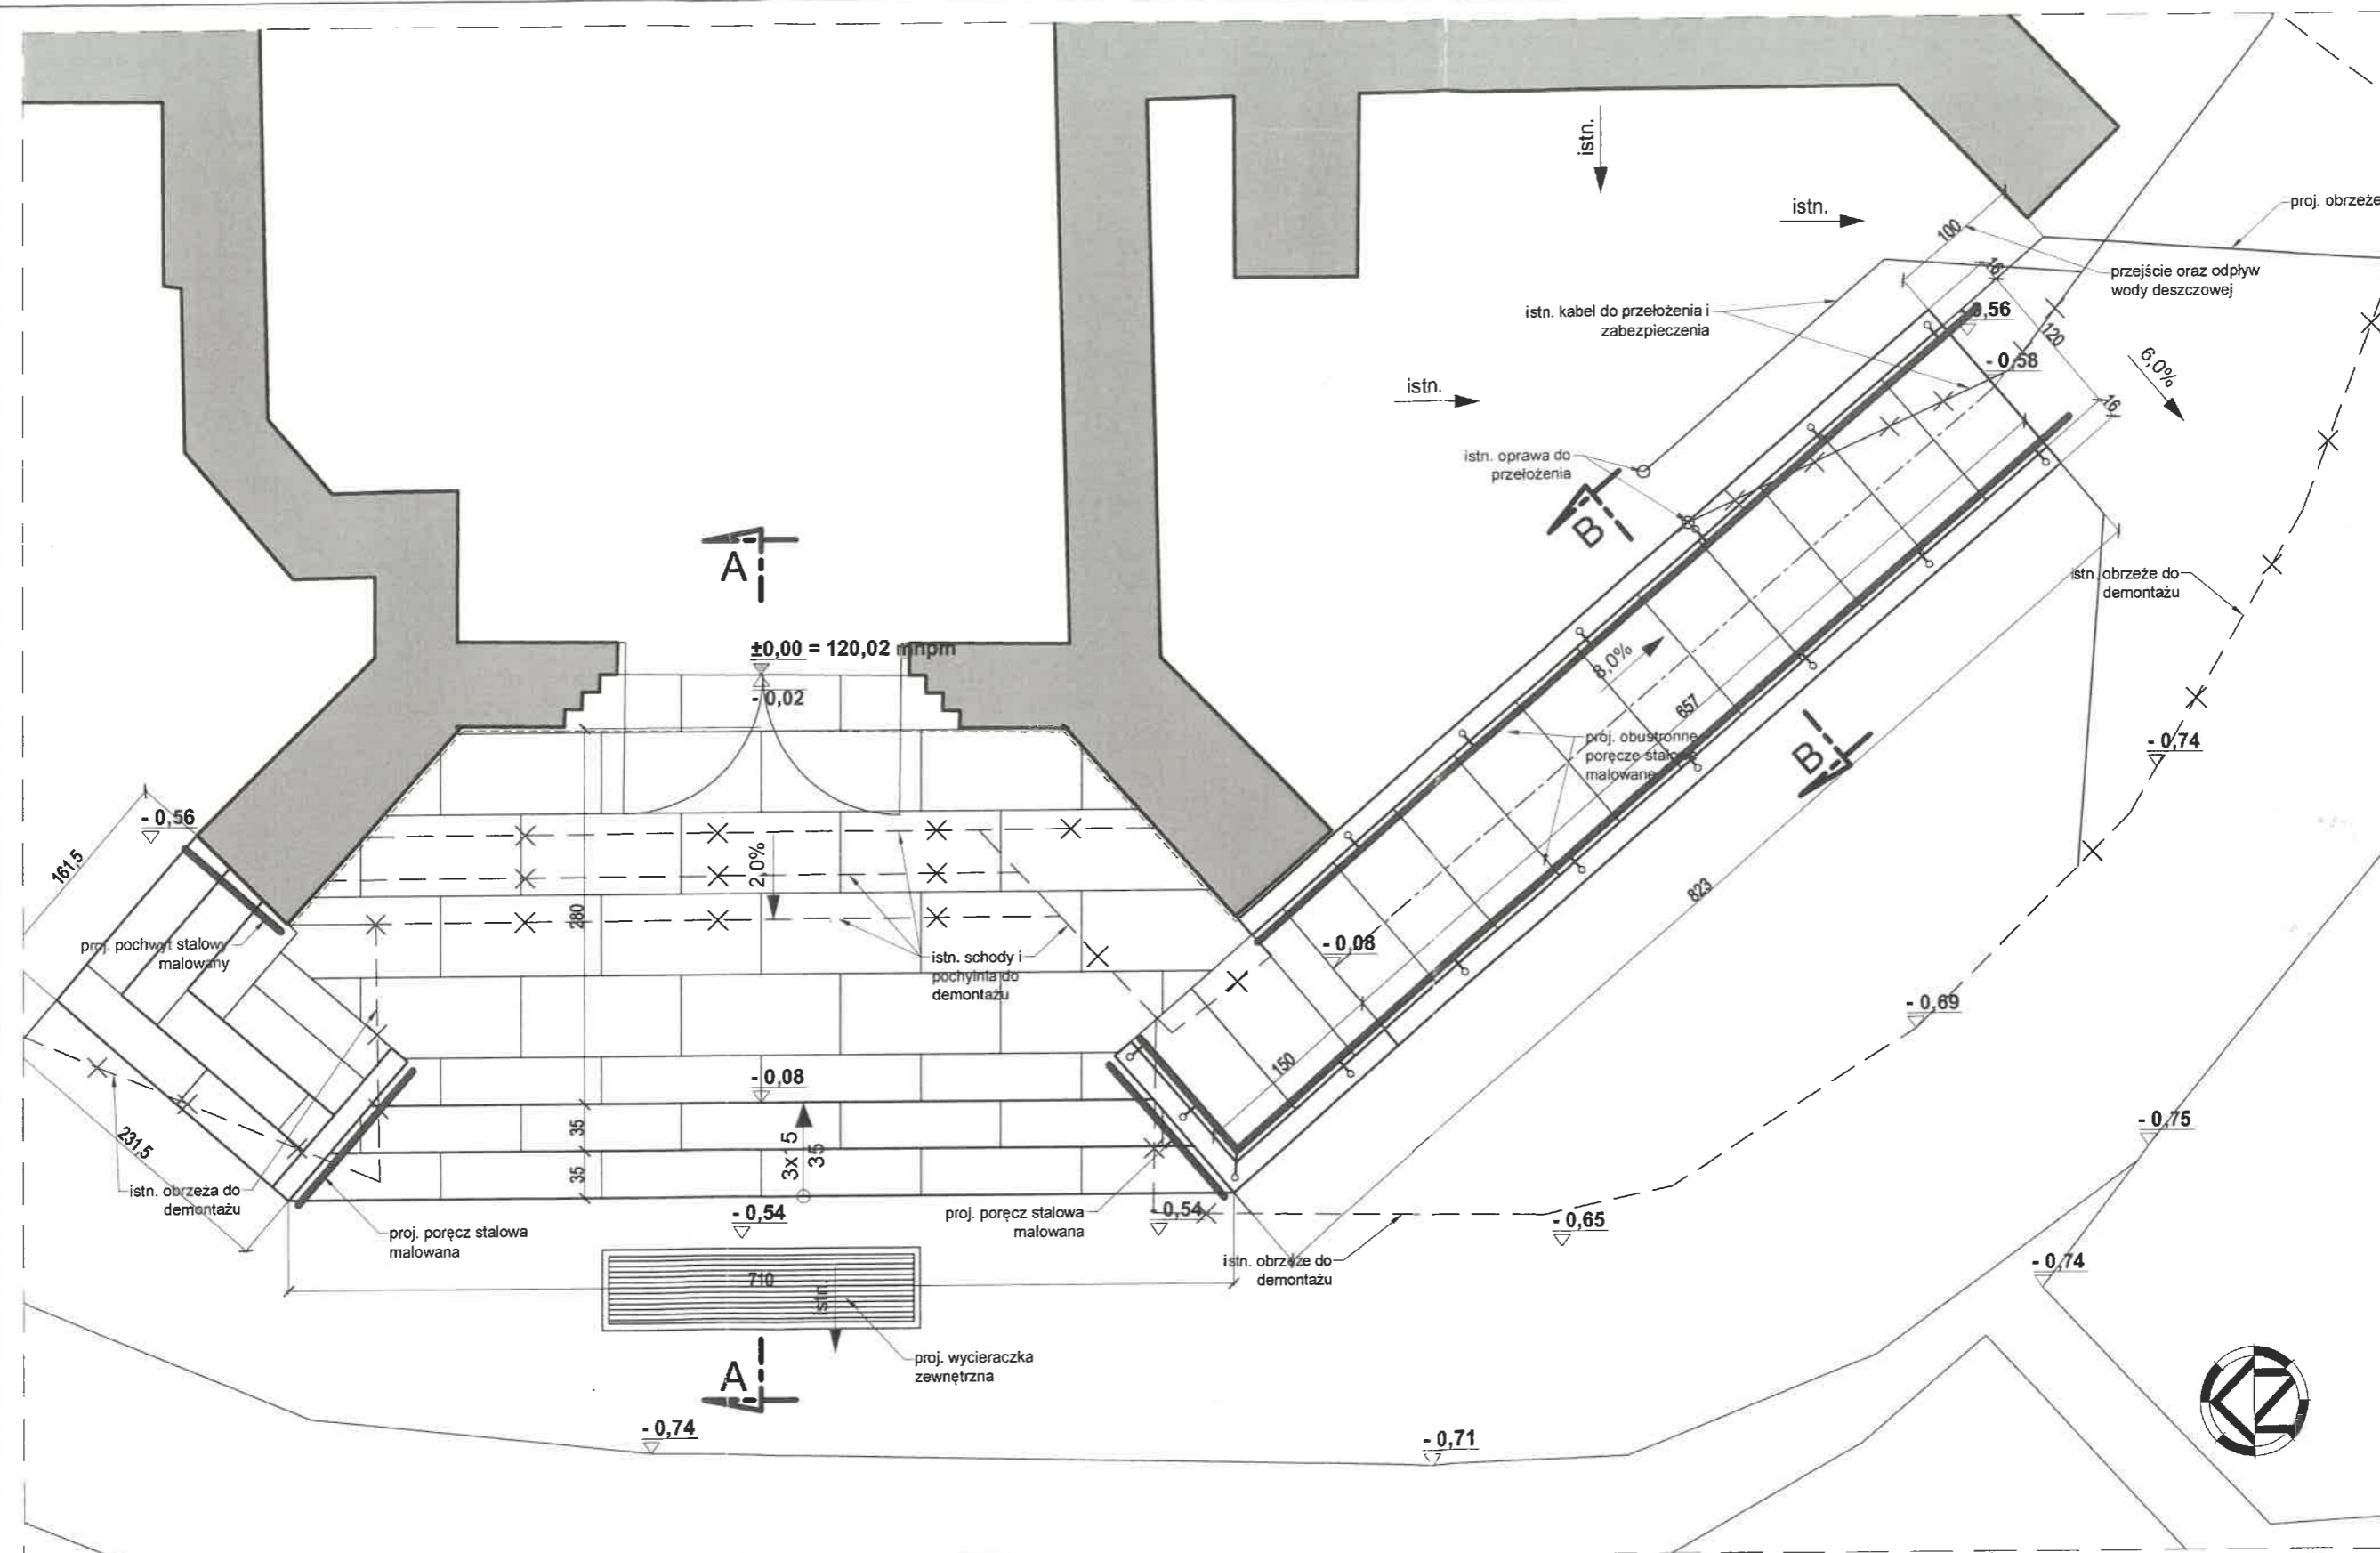 istn.
istn.
proj. obrzeże
100
przejście oraz odpływ
wody deszczowej
16
istn. kabel do przełożenia i
zabezpieczenia
120
- 0,58
6,0%
16
istn.
istn. oprawa do
przełożenia
B
A
istn. obrzeże do
demontażu
±0,00 = 120,02 mnpm
- 0,02
8,0%
657
proj. obustronne
poręcze stalowe
malowane
B
- 0,74
- 0,56
161,5
2,0%
823
280
proj. pochwyt stalowy
malowany
- 0,08
istn. schody i
pochylnia do
demontażu
- 0,69
150
- 0,08
35
3x15
35
35
- 0,75
231,5
istn. obrzeża do
demontażu
- 0,54
proj. poręcz stalowa
malowana
- 0,54
- 0,65
proj. poręcz stalowa
malowana
istn. obrzeże do
demontażu
- 0,74
710
istn.
proj. wycieraczka
zewnętrzna
A
- 0,74
- 0,71